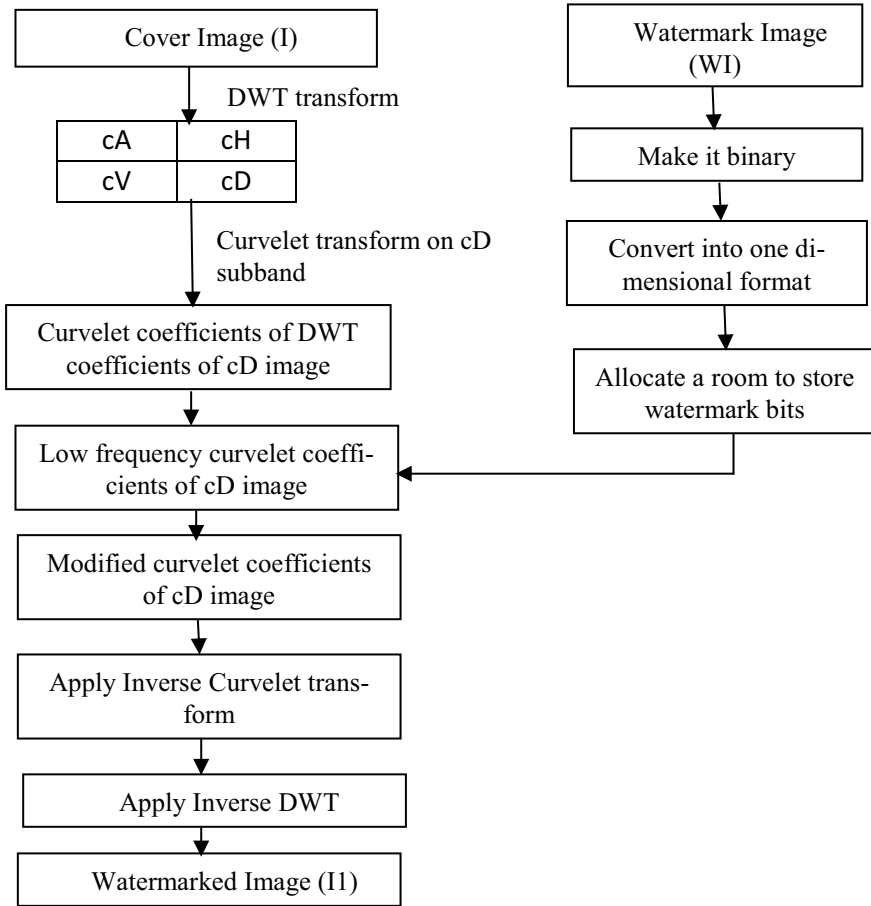 Cover Image (I)
DWT transform
cA cH
cV cD
Curvelet transform on cD
subband
Curvelet coefficients of DWT
coefficients of cD image
Low frequency curvelet coeffi-
cients of cD image
Modified curvelet coefficients
of cD image
Apply Inverse Curvelet trans-
form
Apply Inverse DWT
Watermarked Image (I1)
Watermark Image
(WI)
Make it binary
Convert into one di-
mensional format
Allocate a room to store
watermark bits